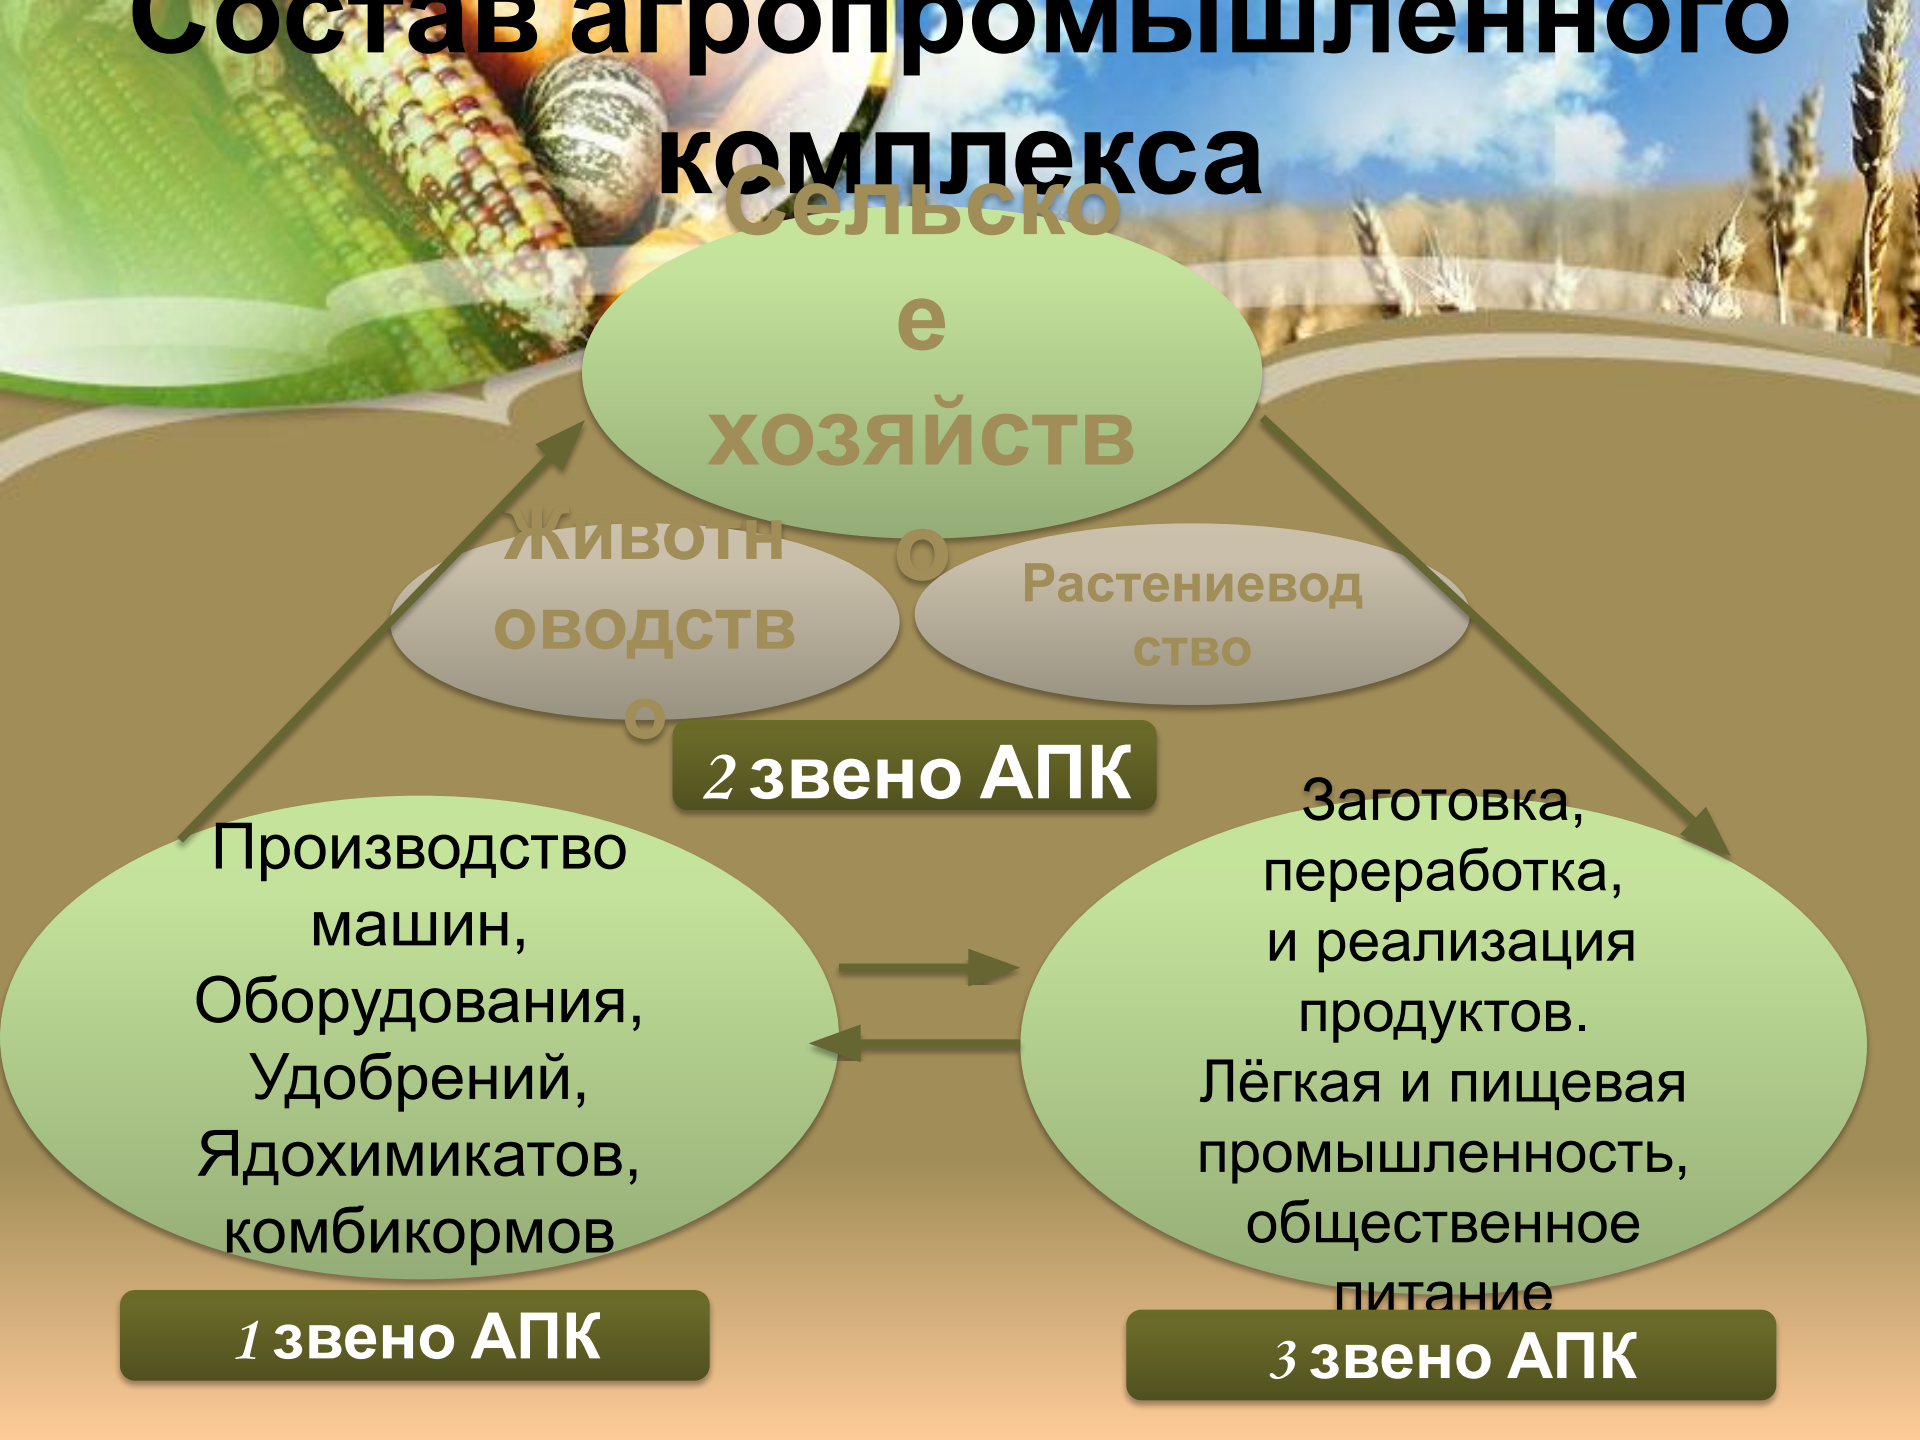 Состав агропромышленного
комплекса
Сельско
е
хозяйств
о
Животн
оводств
о
Растениевод
ство
2 звено АПК
Производство
машин,
Оборудования,
Удобрений,
Ядохимикатов,
комбикормов
1 звено АПК
Заготовка,
переработка,
и реализация
продуктов.
Лёгкая и пищевая
промышленность,
общественное
питание
3 звено АПК